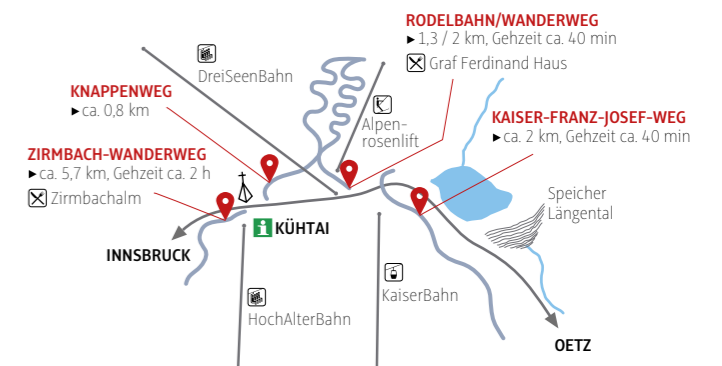 RODELBAHN/WANDERWEG
▸1,3 / 2 km, Gehzeit ca. 40 min
Graf Ferdinand Haus
DreiSeenBahn
KNAPPENWEG
▸ca. 0,8 km
Alpen-
rosenlift
KAISER-FRANZ-JOSEF-WEG
▸ca. 2 km, Gehzeit ca. 40 min
ZIRMBACH-WANDERWEG
▸ca. 5,7 km, Gehzeit ca. 2 h
Zirmbachalm
Speicher
Längental
i KÜHTAI
INNSBRUCK
HochAlterBahn
KaiserBahn
OETZ